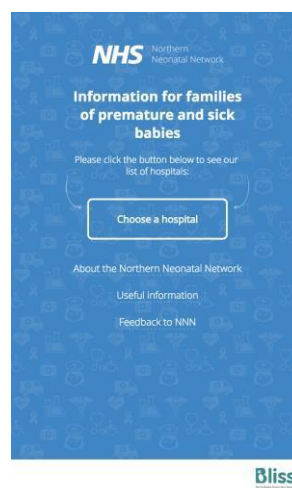 NHS Northern
Neonatal Network
Information for families
of premature and sick
babies
Please click the button below to see our
list of hospitals:
Choose a hospital
About the Northern Neonatal Network
Useful information
Feedback to NNN
Bliss